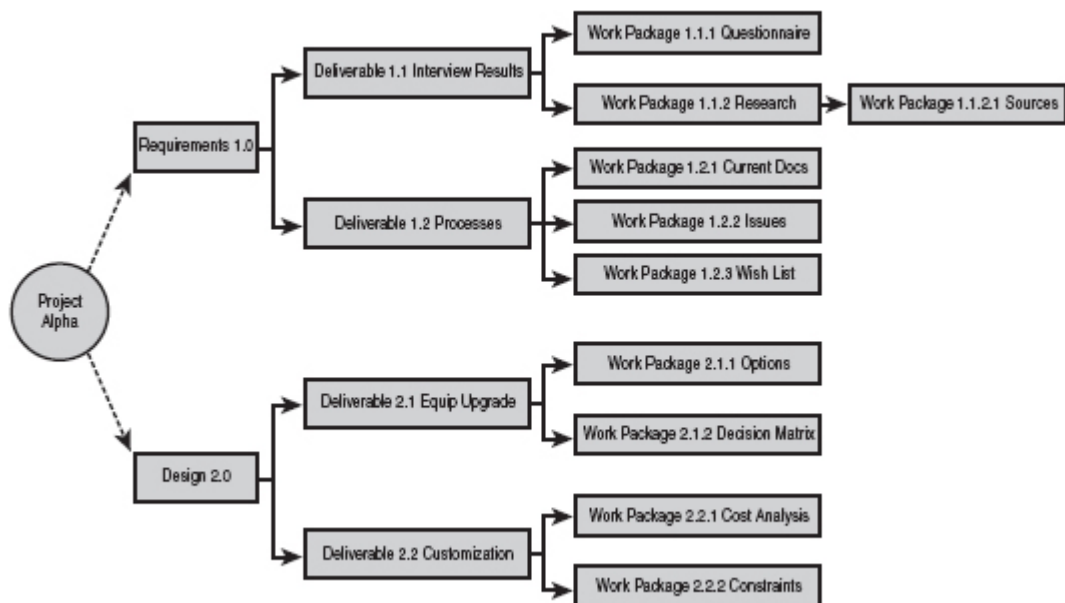 Work Package 1.1.1 Questionnaire
Deliverable 1.1 Interview Results
Work Package 1.1.2 Research
Work Package 1.1.2.1 Sources
Requirements 1.0
Work Package 1.2.1 Current Docs
Deliverable 1.2 Processes
Work Package 1.2.2 Issues
Work Package 1.2.3 Wish List
Project
Alpha
Work Package 2.1.1 Options
Deliverable 2.1 Equip Upgrade
Work Package 2.1.2 Decision Matrix
Design 2.0
Work Package 2.2.1 Cost Analysis
Deliverable 2.2 Customization
Work Package 2.2.2 Constraints